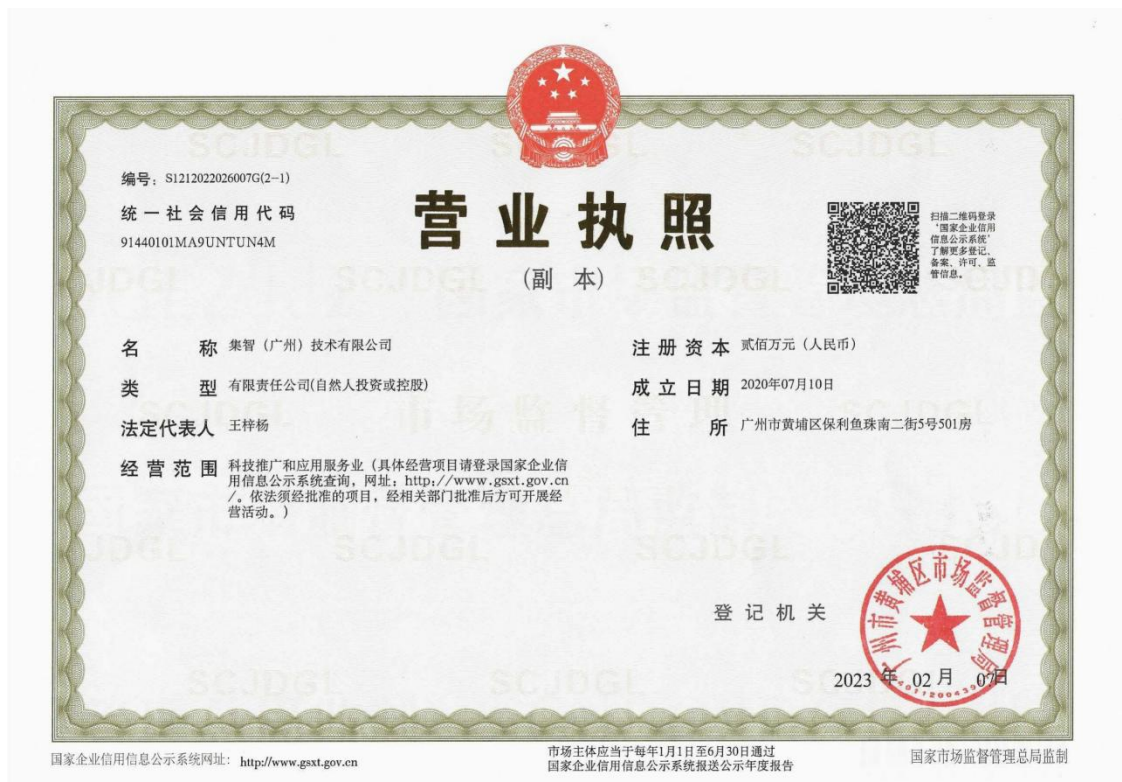 编号：S1212022026007G(2-1)
统一社会信用代码
91440101MA9UNTUN4M
营业执照
(副 本)
扫描二维码登录
‘国家企业信用
信息公示系统’
了解更多登记、
备案、许可、监
管信息。
名 称 集智（广州）技术有限公司
类 型 有限责任公司(自然人投资或控股)
法定代表人 王梓杨
经营范围 科技推广和应用服务业（具体经营项目请登录国家企业信
用信息公示系统查询，网址：http://www.gsxt.gov.cn
/。依法须经批准的项目，经相关部门批准后方可开展经
营活动。）
注册资本 贰佰万元（人民币）
成立日期 2020年07月10日
住 所 广州市黄埔区保利鱼珠南二街5号501房
SCJDGL
市场监督管理
登记机关
广州市黄埔区市场监督管理局
2023 年 02 月 07日
国家企业信用信息公示系统网址： http://www.gsxt.gov.cn
市场主体应当于每年1月1日至6月30日通过
国家企业信用信息公示系统报送公示年度报告
国家市场监督管理总局监制